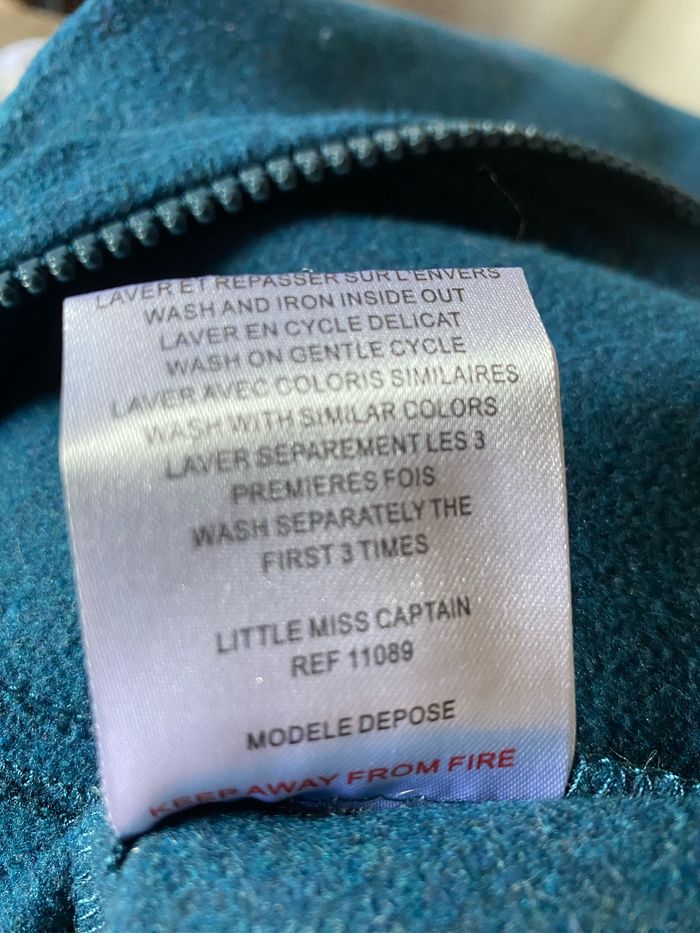 LAVER ET REPASSER SUR L'ENVERS
WASH AND IRON INSIDE OUT
LAVER EN CYCLE DELICAT
WASH ON GENTLE CYCLE
LAVER AVEC COLORIS SIMILAIRES
WASH WITH SIMILAR COLORS
LAVER SEPAREMENT LES 3
PREMIERES FOIS
WASH SEPARATELY THE
FIRST 3 TIMES
LITTLE MISS CAPTAIN
REF 11089
MODELE DEPOSE
KEEP AWAY FROM FIRE